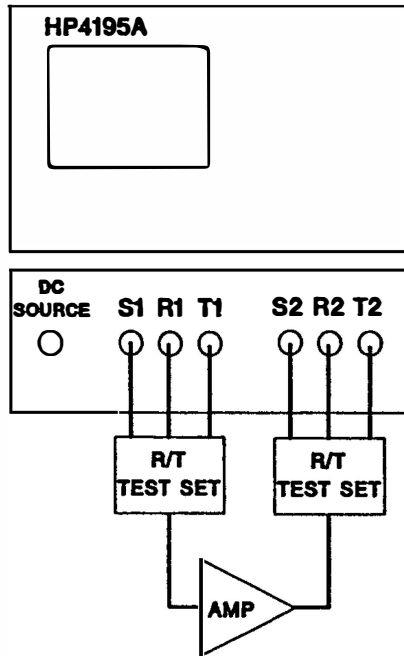 HP4195A
DC
SOURCE S1 R1 T1 S2 R2 T2
R/T
TEST SET
R/T
TEST SET
AMP